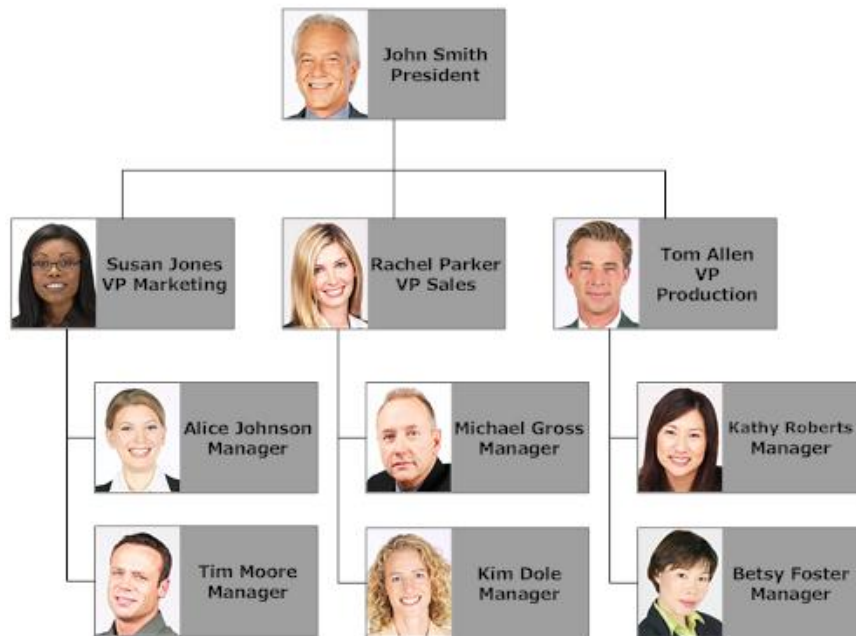 John Smith
President
Susan Jones
VP Marketing
Rachel Parker
VP Sales
Tom Allen
VP
Production
Alice Johnson
Manager
Michael Gross
Manager
Kathy Roberts
Manager
Tim Moore
Manager
Kim Dole
Manager
Betsy Foster
Manager